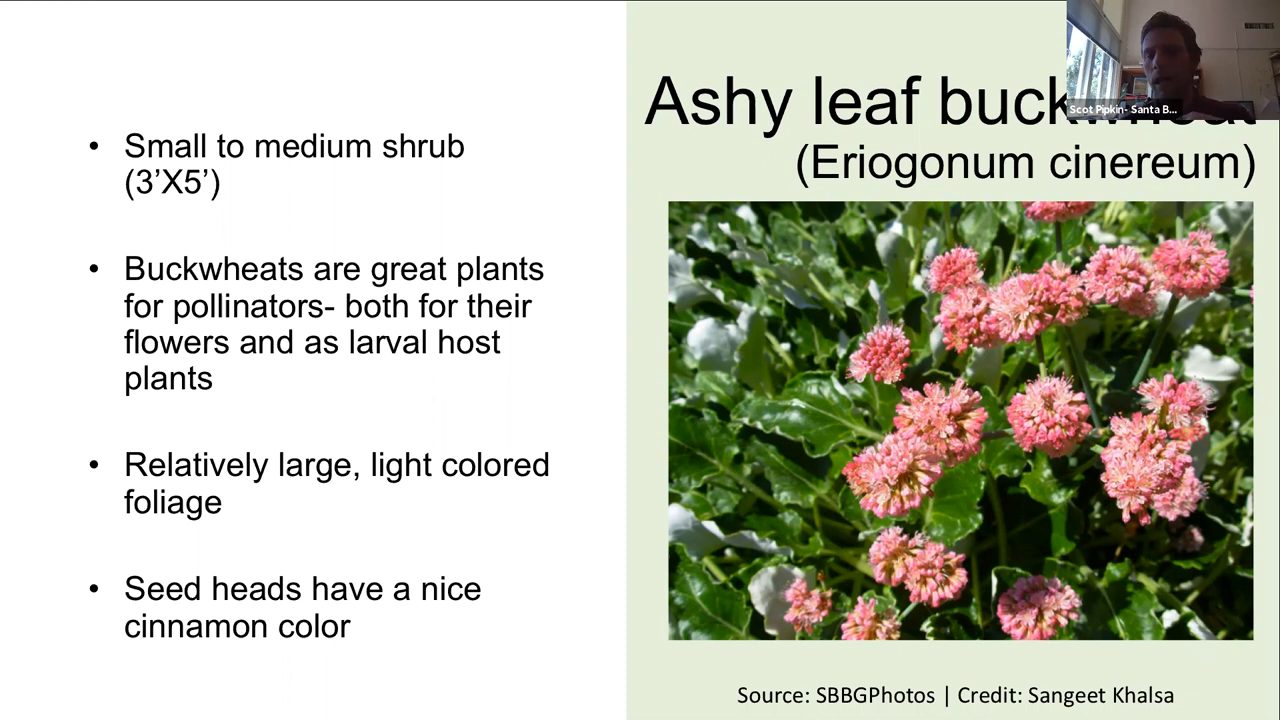 • Small to medium shrub
(3’X5’)
• Buckwheats are great plants
for pollinators- both for their
flowers and as larval host
plants
• Relatively large, light colored
foliage
• Seed heads have a nice
cinnamon color
Ashy leaf buckwheat
(Eriogonum cinereum)
Scot Pipkin- Santa B...
Source: SBBGPhotos | Credit: Sangeet Khalsa